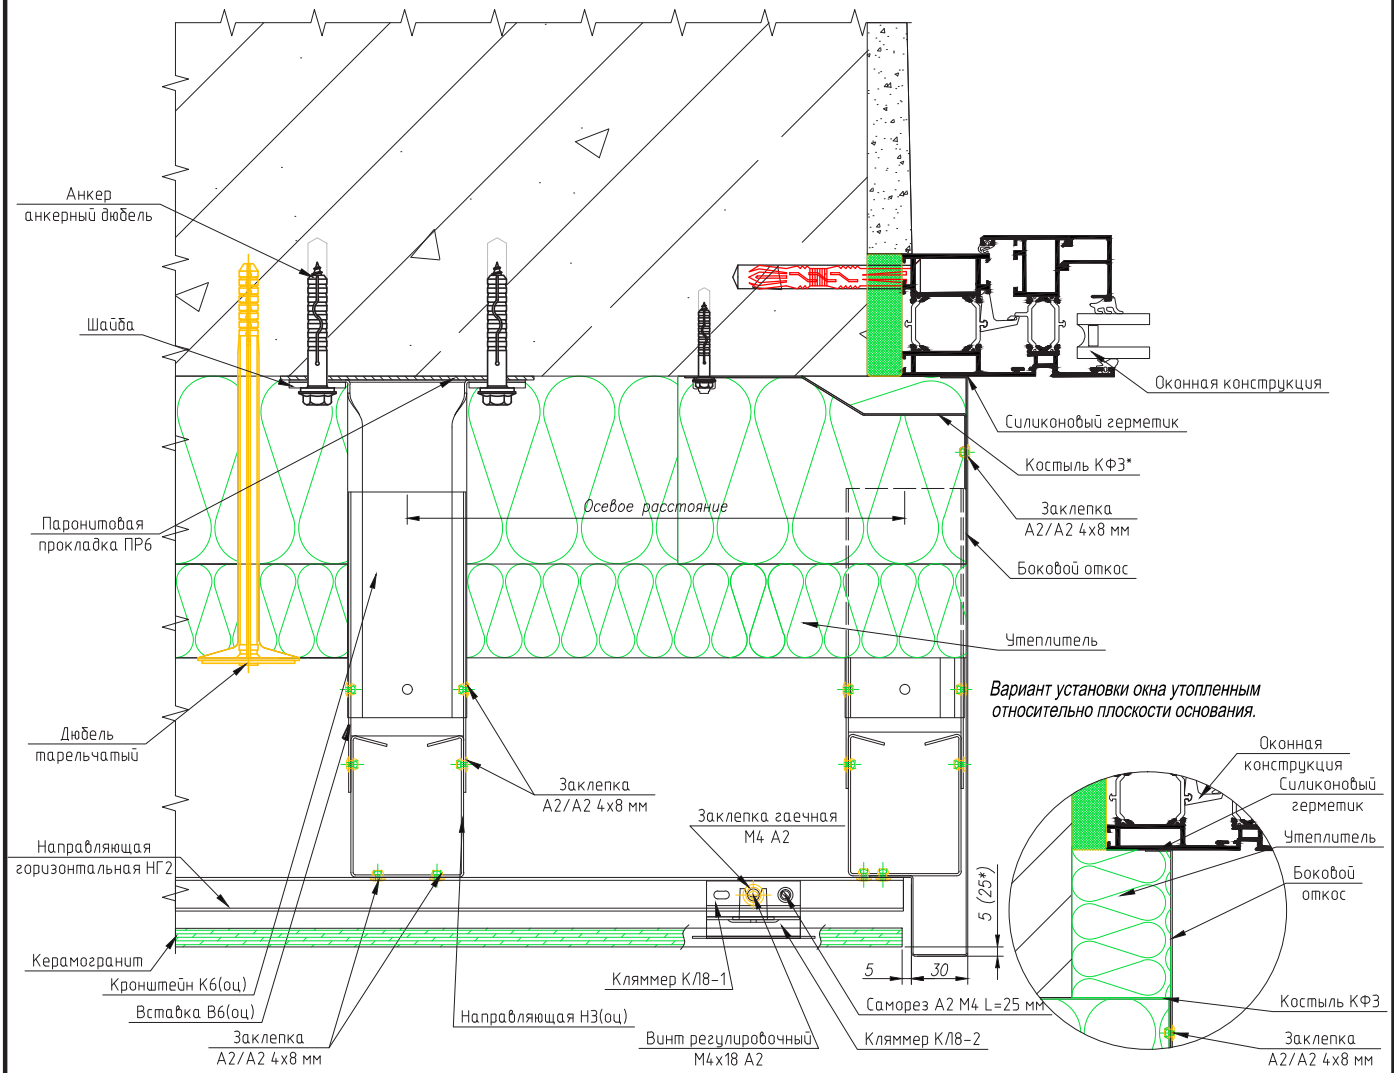 Анкер
анкерный дюбель
Шайба
Паронитовая
прокладка ПР6
Дюбель
тарельчатый
Направляющая
горизонтальная НГ2
Керамогранит
Кронштейн К6(оц)
Вставка В6(оц)
Заклепка
А2/А2 4х8 мм
Направляющая Н3(оц)
Заклепка
А2/А2 4х8 мм
Осевое расстояние
Заклепка гаечная
М4 А2
Кляммер КЛ8-1
Винт регулировочный
М4х18 А2
Кляммер КЛ8-2
Саморез А2 М4 L=25 мм
5
30
5 (25*)
Оконная конструкция
Силиконовый герметик
Костыль КФ3*
Заклепка
А2/А2 4х8 мм
Боковой откос
Утеплитель
Вариант установки окна утопленным
относительно плоскости основания.
Оконная
конструкция
Силиконовый
герметик
Утеплитель
Боковой
откос
Костыль КФ3
Заклепка
А2/А2 4х8 мм